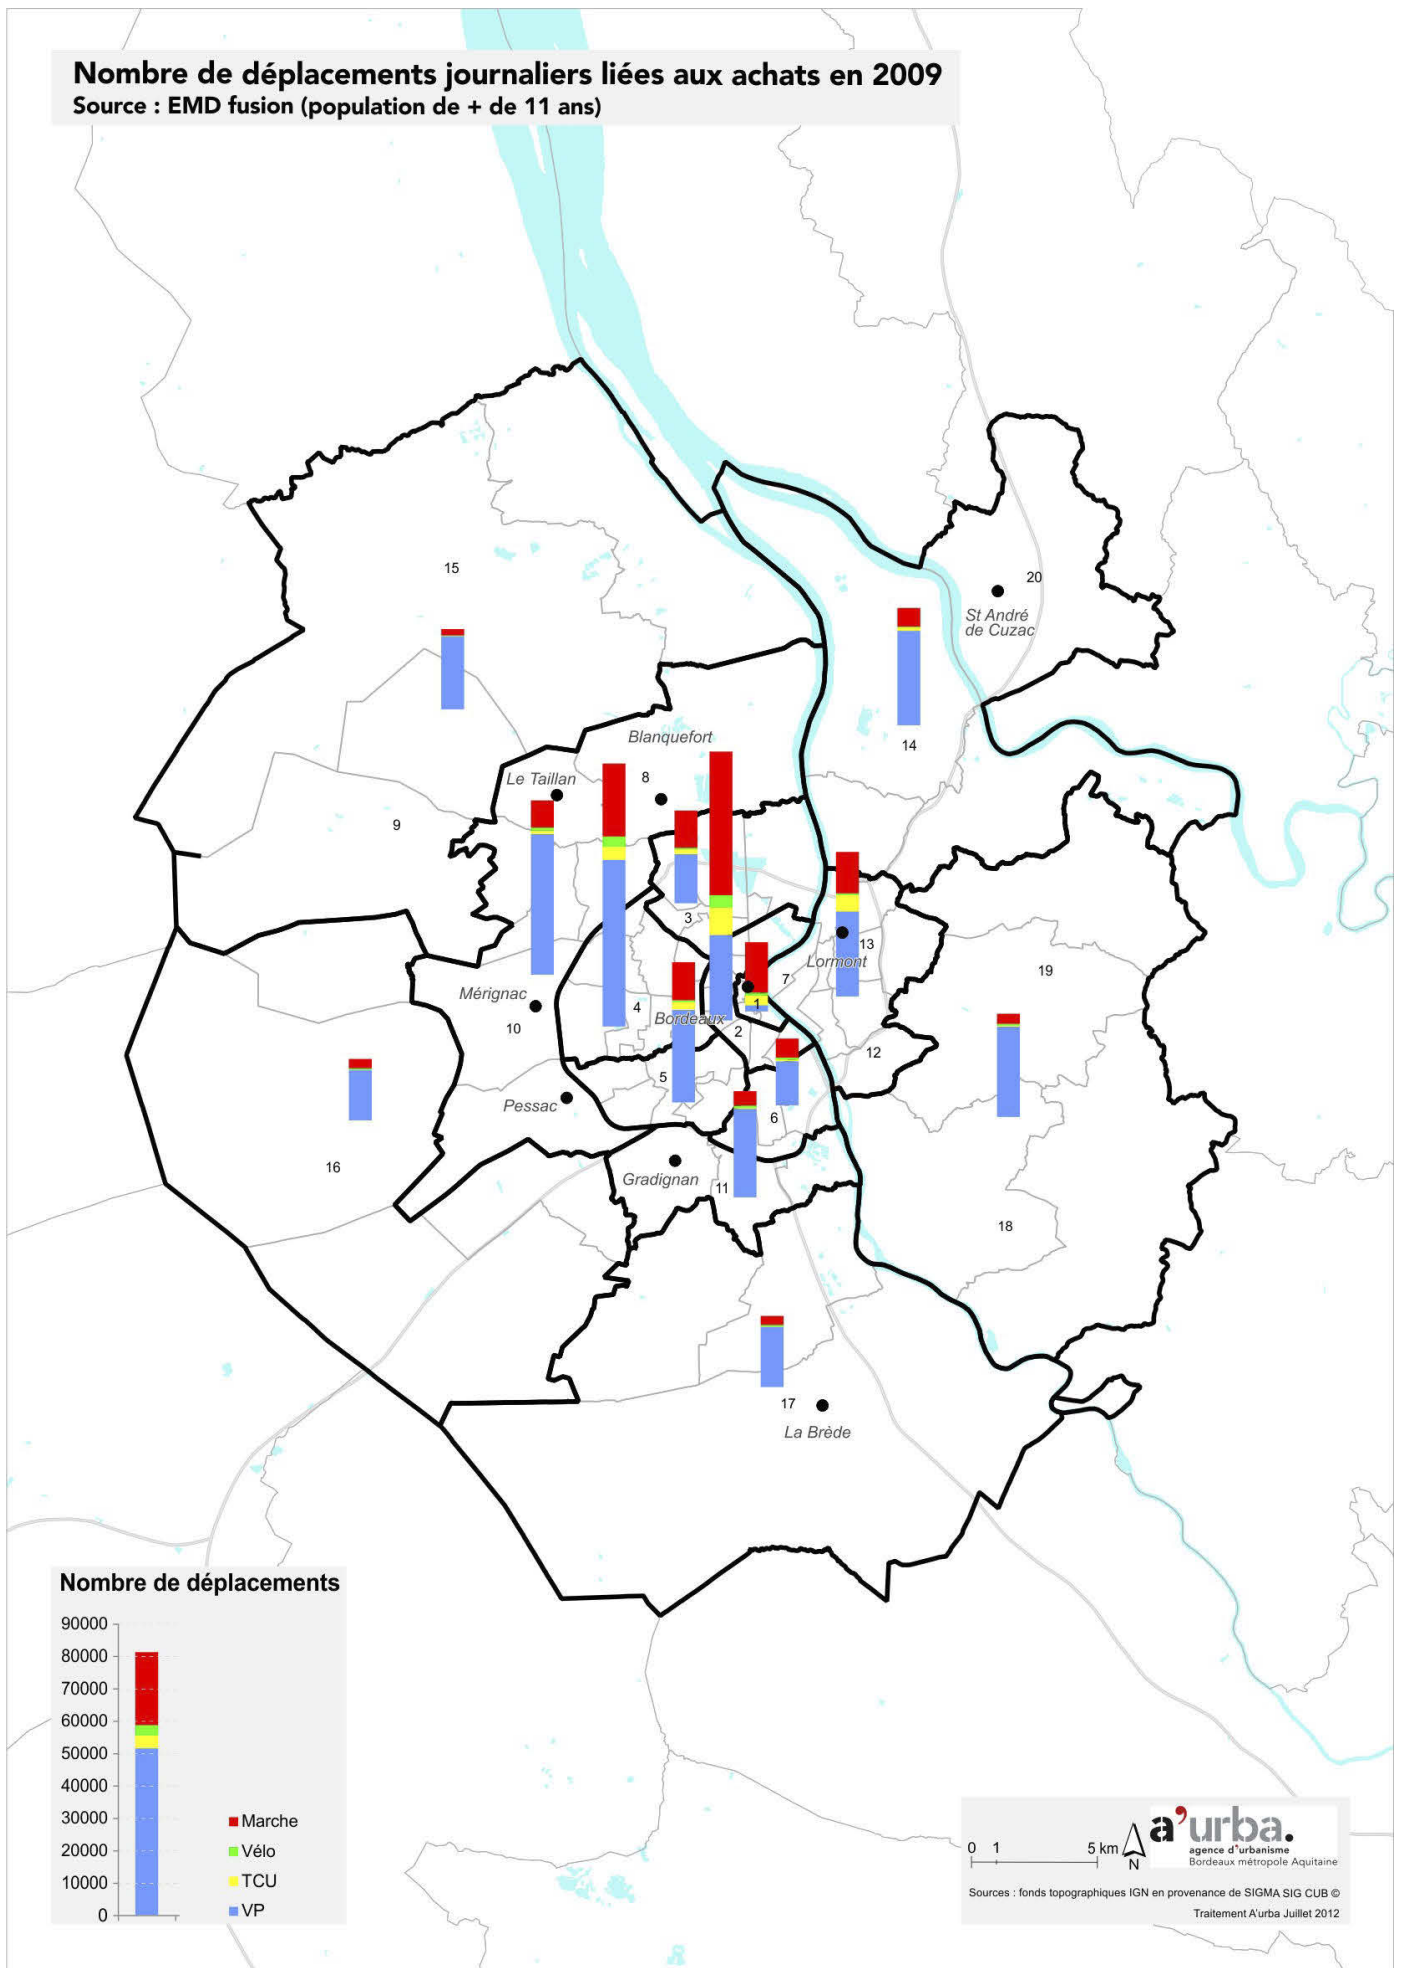 Nombre de déplacements journaliers liées aux achats en 2009
Source : EMD fusion (population de + de 11 ans)
15
20
St André
de Cuzac
14
Blanquefort
Le Taillan
8
9
3
13
Lormont
7
19
Mérignac
10
4
1
Bordeaux
2
12
5
Pessac
6
16
Gradignan
11
18
17
La Brède
Nombre de déplacements
90000
80000
70000
60000
50000
40000
30000
20000
10000
0
Marche
Vélo
TCU
VP
0 1 5 km
N
a'urba.
agence d'urbanisme
Bordeaux métropole Aquitaine
Sources : fonds topographiques IGN en provenance de SIGMA SIG CUB ©
Traitement A'urba Juillet 2012